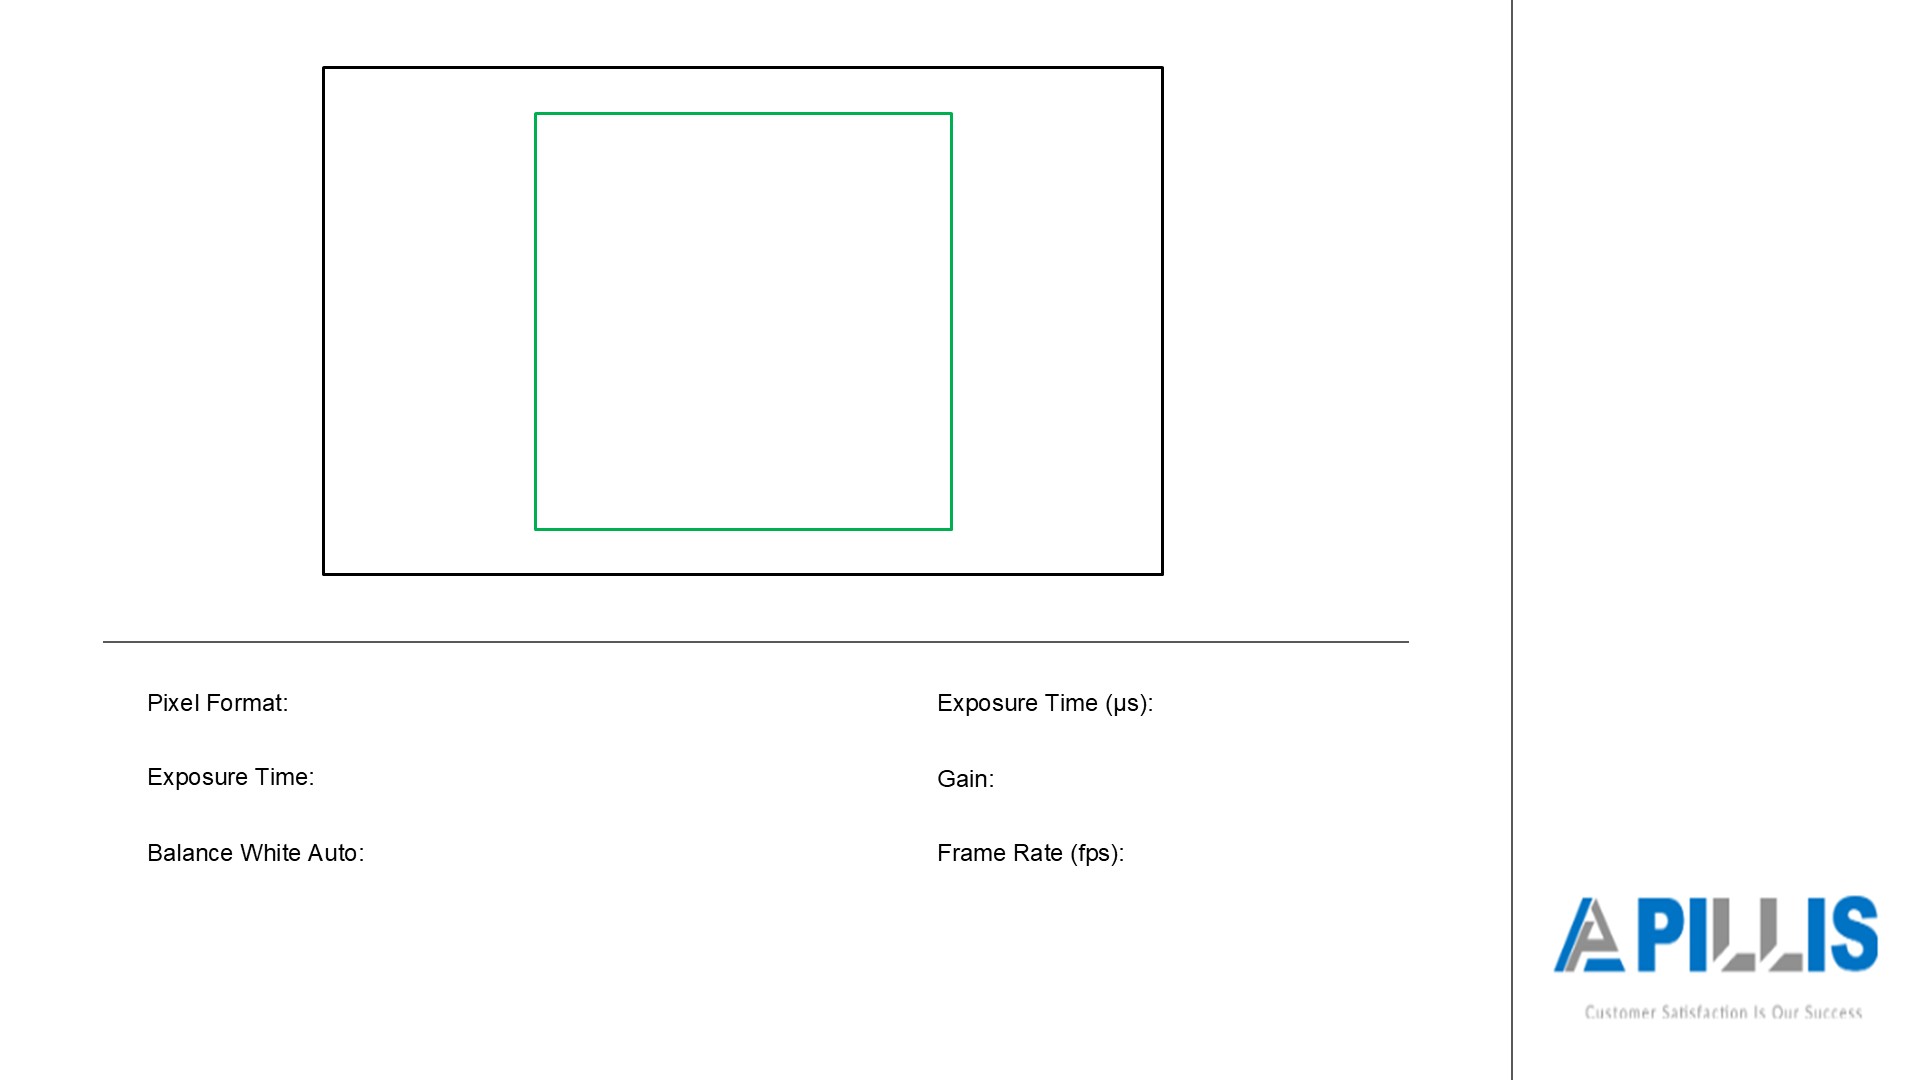 Pixel Format:
Exposure Time (µs):
Exposure Time:
Gain:
Balance White Auto:
Frame Rate (fps):
APILLIS
Customer Satisfaction Is Our Success